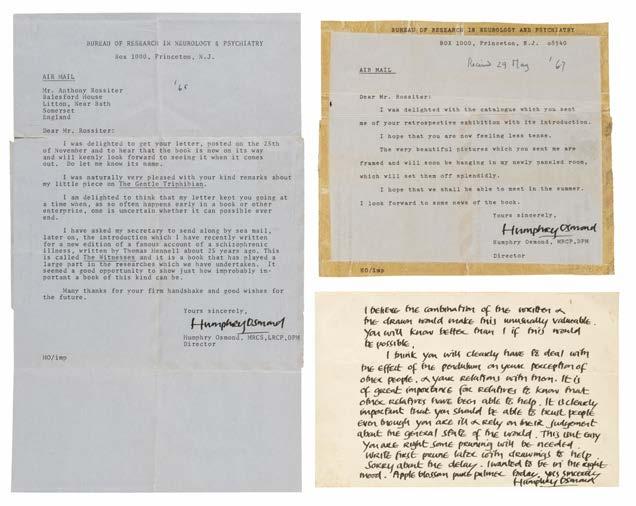 BUREAU OF RESEARCH IN NEUROLOGY & PSYCHIATRY
Box 1000, Princeton, N.J.
AIR MAIL
'65
Mr. Anthony Rossiter
Balesford House
Litton, Near Bath
Somerset
England
Dear Mr. Rossiter:
I was delighted to get your letter, posted on the 25th
of November and to hear that the book is now on its way
and will keenly look forward to seeing it when it comes
out. Do let me know its name.
I was naturally very pleased with your kind remarks about
my little piece on The Gentle Triphibian.
I am delighted to think that my letter kept you going at
a time when, as so often happens early in a book or other
enterprise, one is uncertain whether it can possibly ever
end.
I have asked my secretary to send along by sea mail,
later on, the introduction which I have recently written
for a new edition of a famous account of a schizophrenic
illness, written by Thomas Hennell about 25 years ago. This
is called The Witnesses and it is a book that has played a
large part in the researches which we have undertaken. It
seemed a good opportunity to show just how improbably im-
portant a book of this kind can be.
Many thanks for your firm handshake and good wishes for
the future.
Yours sincerely,
Humphry Osmond
Humphry Osmond, MRCS,LRCP,DPM
Director
HO/imp
BUREAU OF RESEARCH IN NEUROLOGY AND PSYCHIATRY
BOX 1000, Princeton, N.J. 08540
29 May '67
AIR MAIL
Dear Mr. Rossiter:
I was delighted with the catalogue which you sent
me of your retrospective exhibition with its introduction.
I hope that you are now feeling less tense.
The very beautiful pictures which you sent me are
framed and will soon be hanging in my newly paneled room,
which will set them off splendidly.
I hope that we shall be able to meet in the summer.
I look forward to some news of the book.
Yours sincerely,
Humphry Osmond
Humphry Osmond, MRCP,DPM
Director
HO/imp
I believe the combination of the written &
the drawn would make this unusually valuable.
You will know better than I if this would
be possible.
I think you will clearly have to deal with
the effect of the pendulum on your perception of
other people, & your relations with them. It is
of great importance for relatives to know that
other relatives have been able to help. It is clearly
important that you should be able to trust people
even though you are ill & rely on their judgement
about the general state of the world. This isnt easy
You are right some pruning will be needed.
Write first prune later with drawings to help.
Sorry about the delay. I wanted to be in the right
mood. Apple blossom today. yrs sincerely
Humphry Osmond